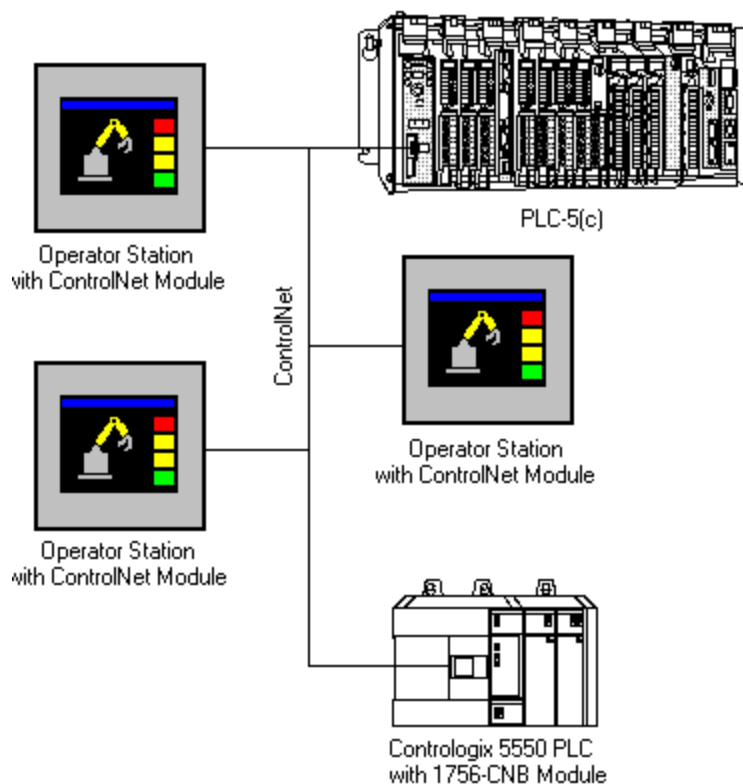 PLC-5(c)
Operator Station
with ControlNet Module
ControlNet
Operator Station
with ControlNet Module
Operator Station
with ControlNet Module
Contrologix 5550 PLC
with 1756-CNB Module